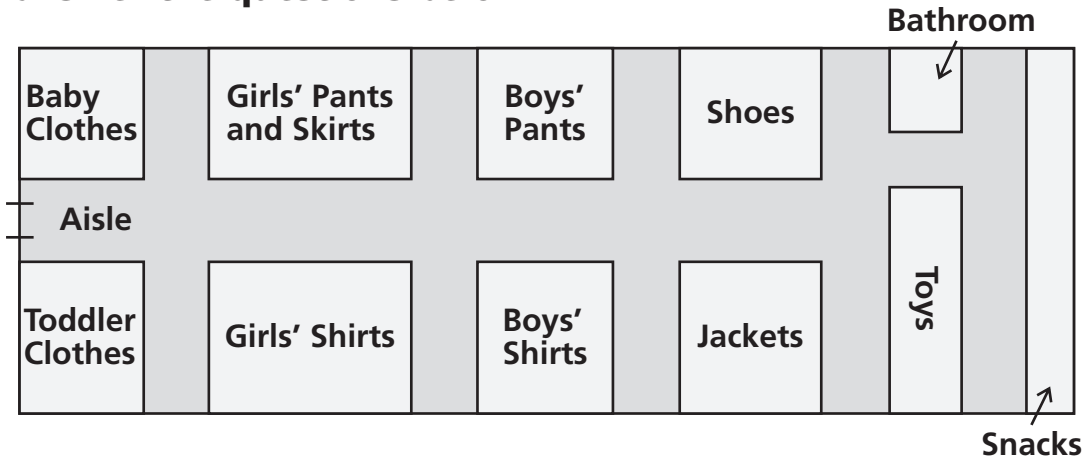 Bathroom
Baby
Clothes
Girls’ Pants
and Skirts
Boys’
Pants
Shoes
Aisle
Toddler
Clothes
Girls’ Shirts
Boys’
Shirts
Jackets
Toys
Snacks